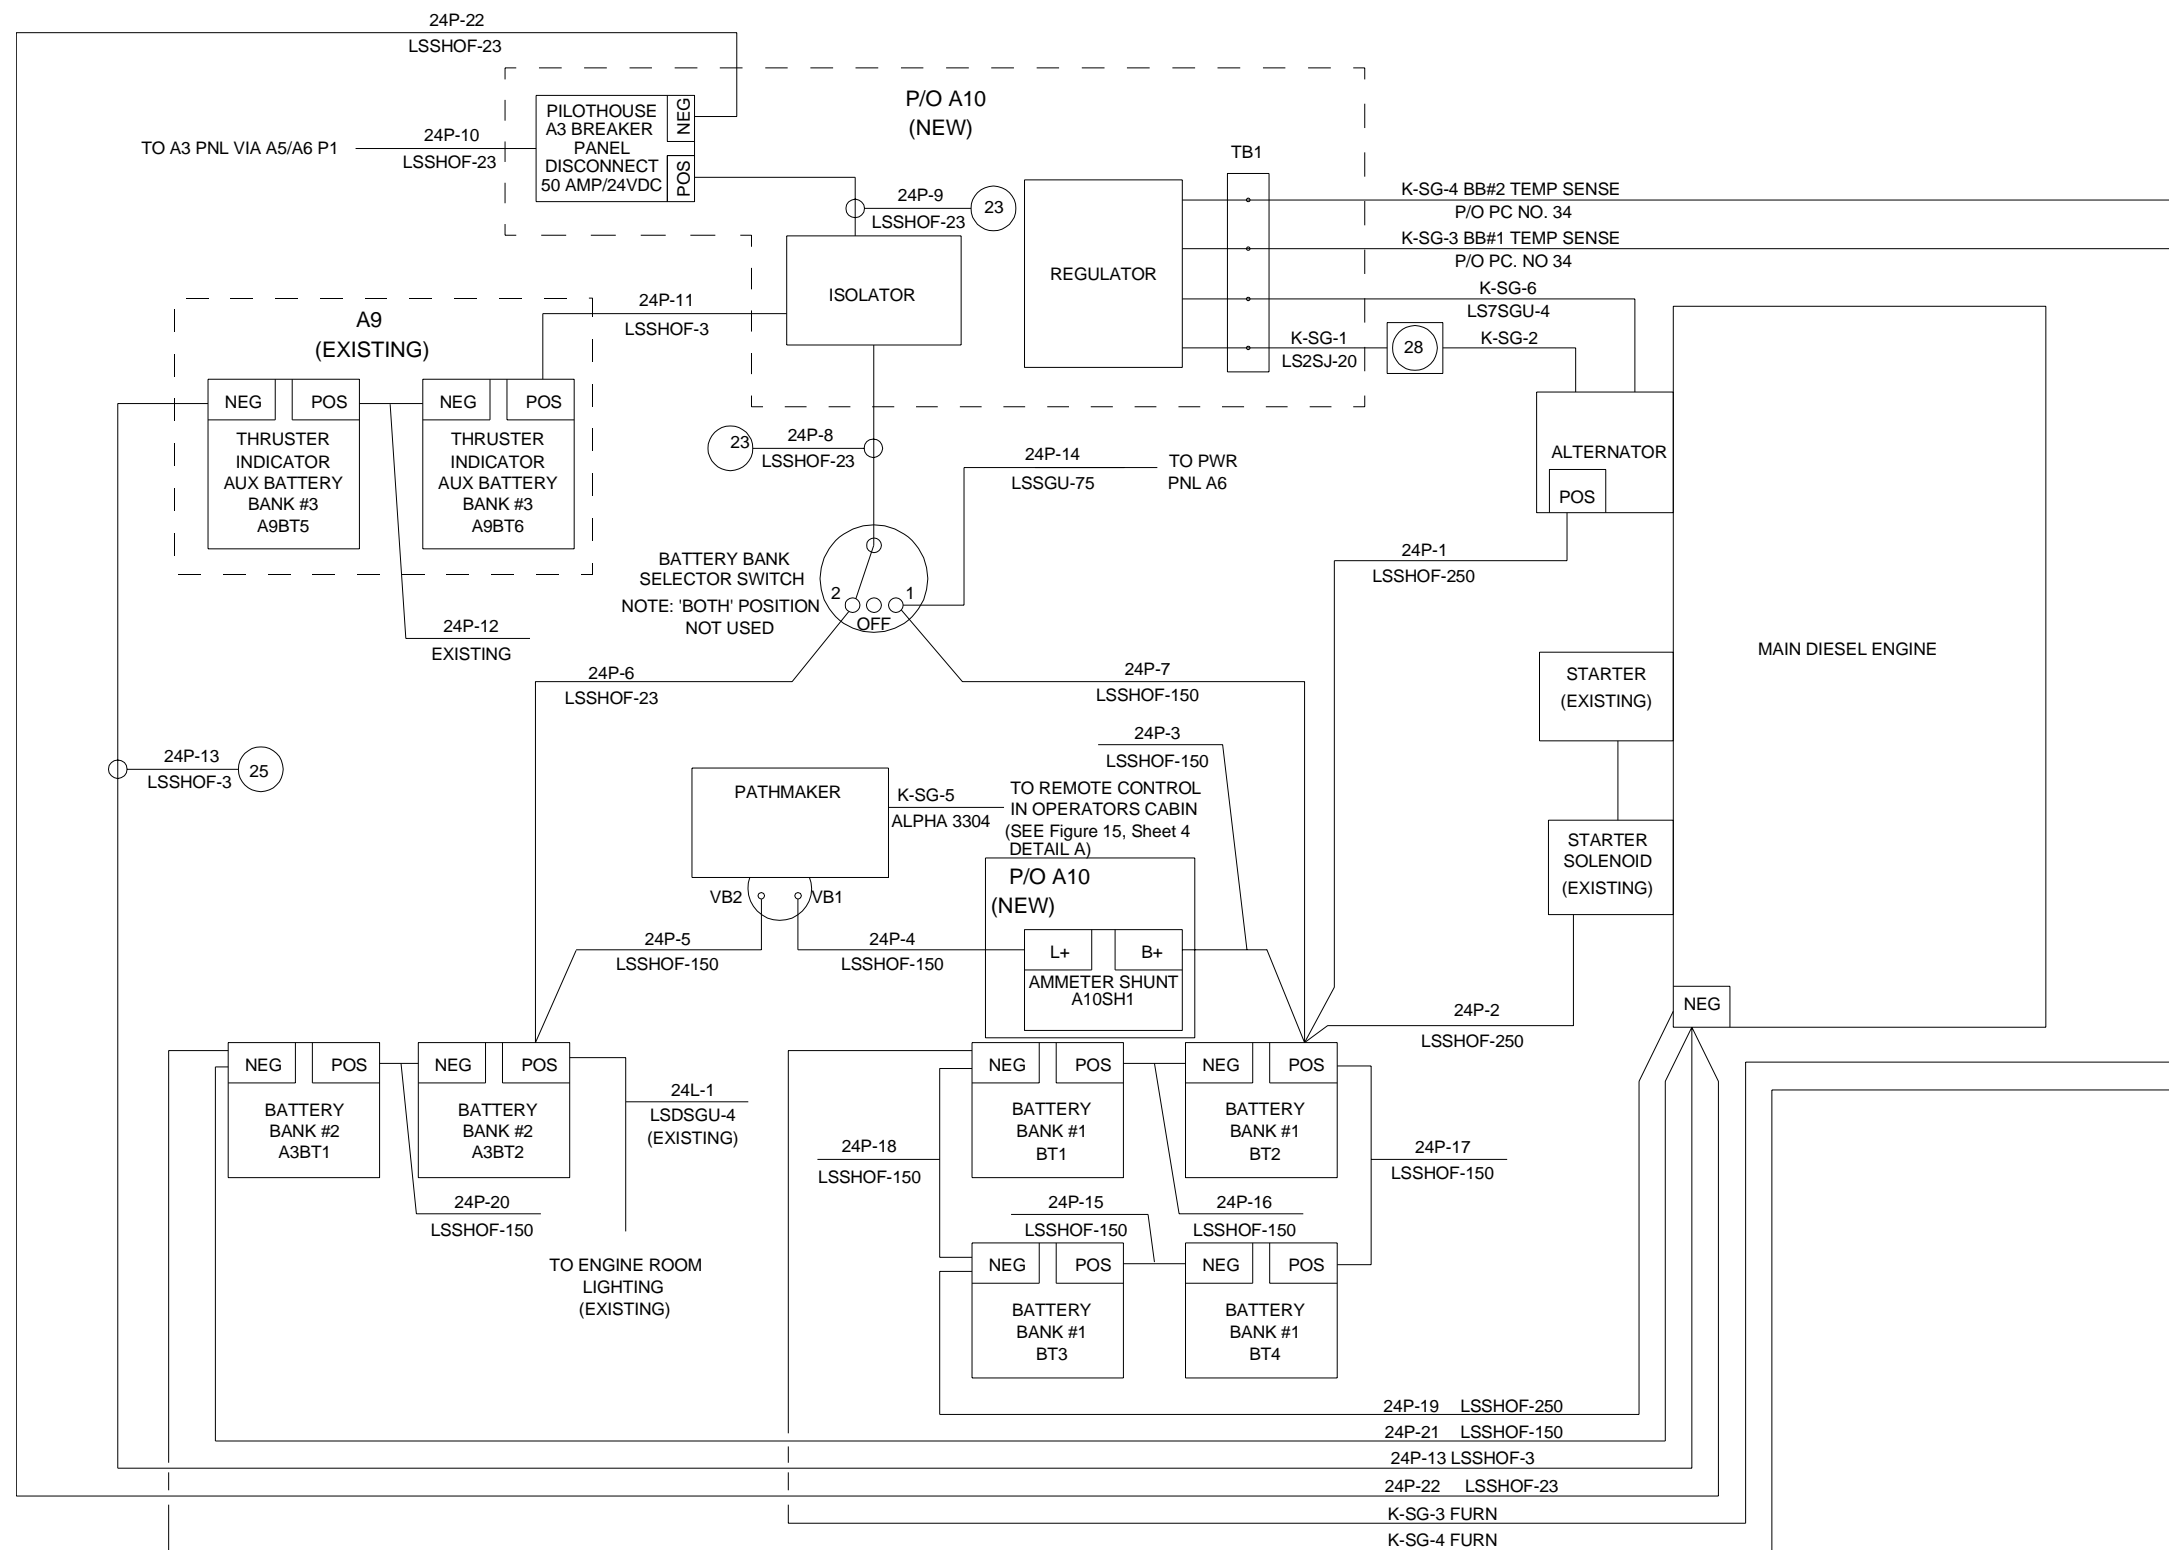 24P-22
LSSHOF-23
PILOTHOUSE
A3 BREAKER
PANEL
DISCONNECT
50 AMP/24VDC
NEG
POS
P/O A10
(NEW)
TO A3 PNL VIA A5/A6 P1
24P-10
LSSHOF-23
TB1
24P-9
LSSHOF-23
23
REGULATOR
K-SG-4 BB#2 TEMP SENSE
P/O PC NO. 34
K-SG-3 BB#1 TEMP SENSE
P/O PC. NO 34
K-SG-6
LS7SGU-4
K-SG-1
LS2SJ-20
28
K-SG-2
ISOLATOR
24P-11
LSSHOF-3
A9
(EXISTING)
NEG
POS
THRUSTER
INDICATOR
AUX BATTERY
BANK #3
A9BT5
NEG
POS
THRUSTER
INDICATOR
AUX BATTERY
BANK #3
A9BT6
23
24P-8
LSSHOF-23
24P-14
LSSGU-75
TO PWR
PNL A6
ALTERNATOR
POS
24P-1
LSSHOF-250
BATTERY BANK
SELECTOR SWITCH
NOTE: 'BOTH' POSITION
NOT USED
2
1
OFF
24P-12
EXISTING
24P-6
LSSHOF-23
24P-7
LSSHOF-150
MAIN DIESEL ENGINE
STARTER
(EXISTING)
24P-3
LSSHOF-150
24P-13
LSSHOF-3
25
PATHMAKER
K-SG-5
ALPHA 3304
TO REMOTE CONTROL
IN OPERATORS CABIN
(SEE Figure 15, Sheet 4
DETAIL A)
STARTER
SOLENOID
(EXISTING)
P/O A10
(NEW)
VB2
VB1
24P-5
LSSHOF-150
24P-4
LSSHOF-150
L+
B+
AMMETER SHUNT
A10SH1
24P-2
LSSHOF-250
NEG
NEG
POS
BATTERY
BANK #2
A3BT1
NEG
POS
BATTERY
BANK #2
A3BT2
24L-1
LSDSGU-4
(EXISTING)
NEG
POS
BATTERY
BANK #1
BT1
NEG
POS
BATTERY
BANK #1
BT2
24P-18
LSSHOF-150
24P-17
LSSHOF-150
24P-20
LSSHOF-150
24P-15
LSSHOF-150
24P-16
LSSHOF-150
TO ENGINE ROOM
LIGHTING
(EXISTING)
NEG
POS
BATTERY
BANK #1
BT3
NEG
POS
BATTERY
BANK #1
BT4
24P-19 LSSHOF-250
24P-21 LSSHOF-150
24P-13 LSSHOF-3
24P-22 LSSHOF-23
K-SG-3 FURN
K-SG-4 FURN